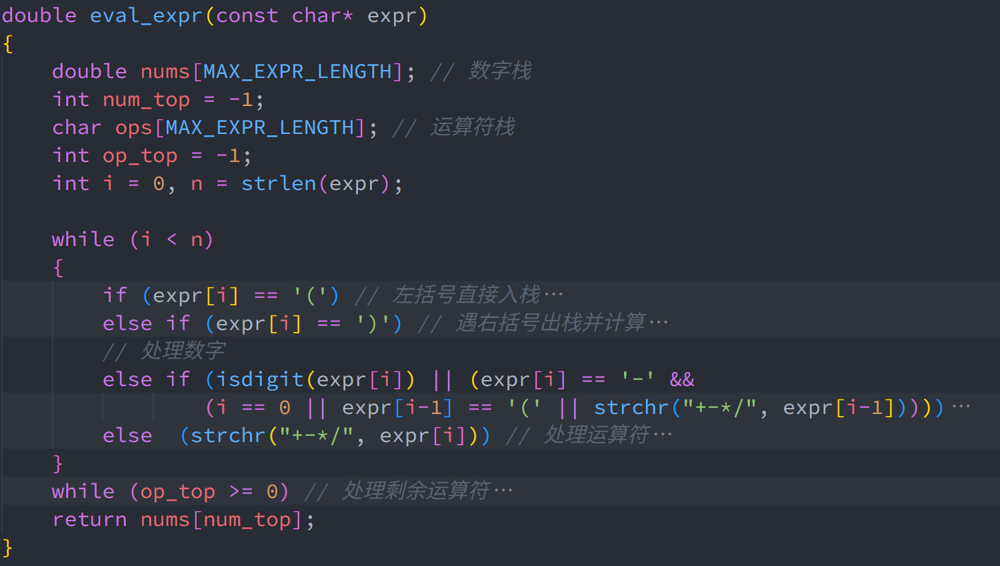 double eval_expr(const char* expr)
{
    double nums[MAX_EXPR_LENGTH]; // 数字栈
    int num_top = -1;
    char ops[MAX_EXPR_LENGTH]; // 运算符栈
    int op_top = -1;
    int i = 0, n = strlen(expr);

    while (i < n)
    {
        if (expr[i] == '(') // 左括号直接入栈…
        else if (expr[i] == ')') // 遇右括号出栈并计算…
        // 处理数字
        else if (isdigit(expr[i]) || (expr[i] == '-' &&
                (i == 0 || expr[i-1] == '(' || strchr("+-*/", expr[i-1]))))…
        else  (strchr("+-*/", expr[i])) // 处理运算符…
    }
    while (op_top >= 0) // 处理剩余运算符…
    return nums[num_top];
}